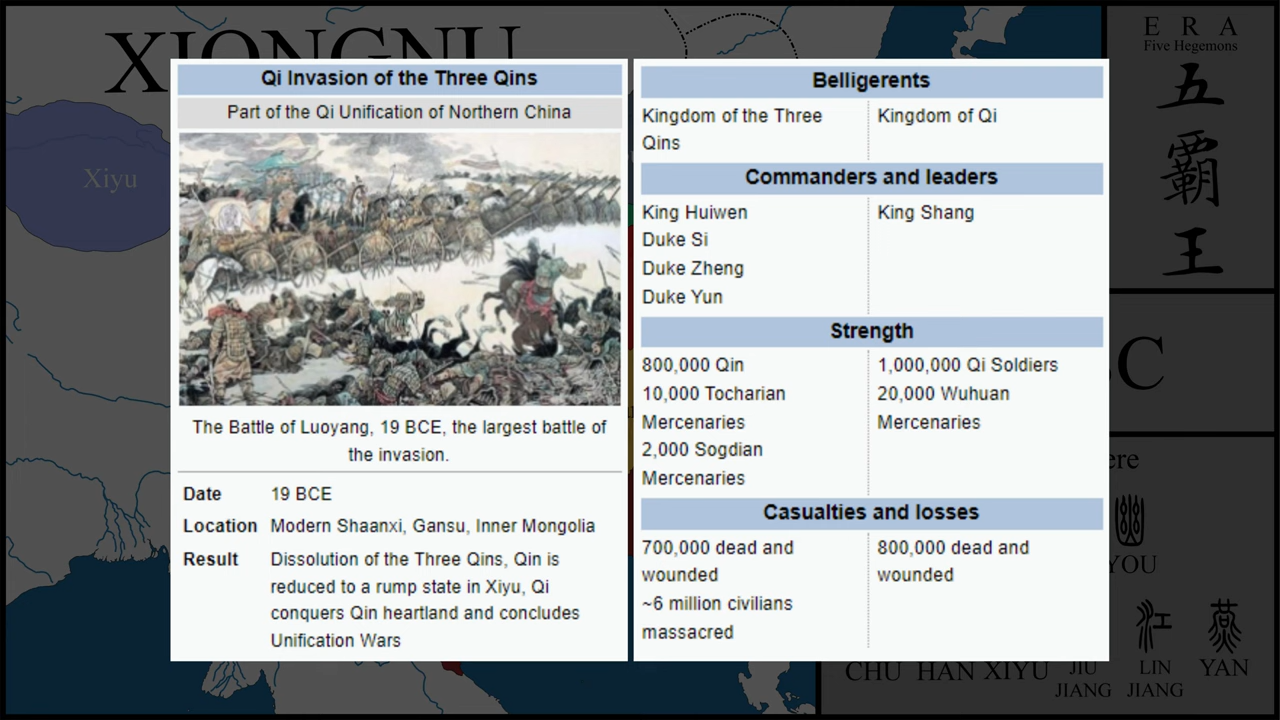 XIONGNU
Xiyu
ERA
Five Hegemons
五
霸
王
C
ere
YOU
江
燕
CHU HAN XIYU JIU JIANG LIN JIANG YAN
Qi Invasion of the Three Qins
Part of the Qi Unification of Northern China
The Battle of Luoyang, 19 BCE, the largest battle of
the invasion.
Date 19 BCE
Location Modern Shaanxi, Gansu, Inner Mongolia
Result Dissolution of the Three Qins, Qin is
reduced to a rump state in Xiyu, Qi
conquers Qin heartland and concludes
Unification Wars
Belligerents
Kingdom of the Three
Qins
Kingdom of Qi
Commanders and leaders
King Huiwen
Duke Si
Duke Zheng
Duke Yun
King Shang
Strength
800,000 Qin
10,000 Tocharian
Mercenaries
2,000 Sogdian
Mercenaries
1,000,000 Qi Soldiers
20,000 Wuhuan
Mercenaries
Casualties and losses
700,000 dead and
wounded
~6 million civilians
massacred
800,000 dead and
wounded